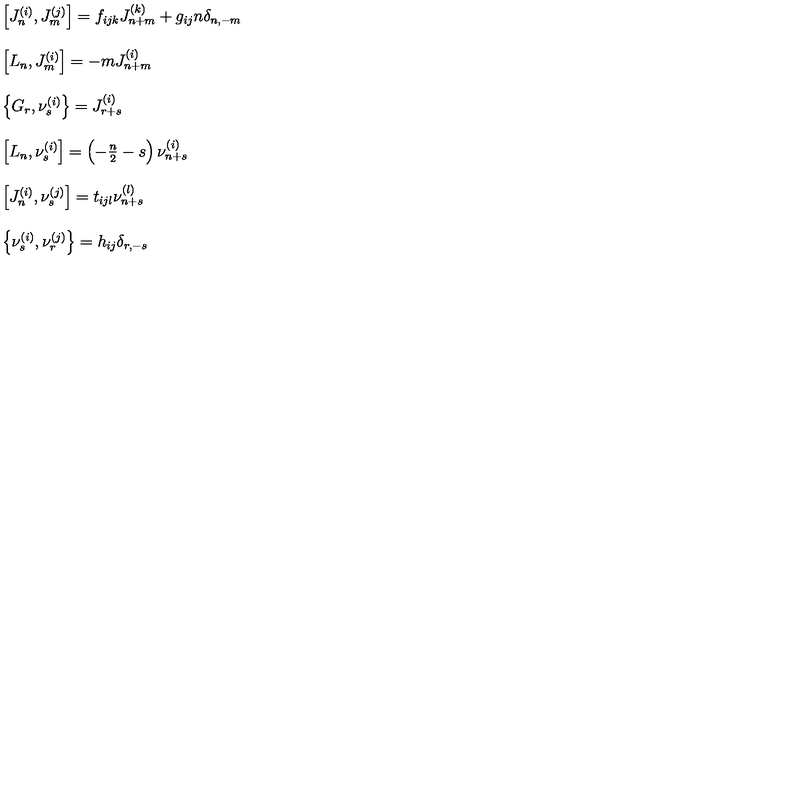 $\left[J_n^{(i)}, J_m^{(j)}\right] = f_{ijk} J_{n+m}^{(k)} + g_{ij} n \delta_{n,-m}$
$\left[L_n, J_m^{(i)}\right] = -m J_{n+m}^{(i)}$
$\left\{G_r, \nu_s^{(i)}\right\} = J_{r+s}^{(i)}$
$\left[L_n, \nu_s^{(i)}\right] = \left(-\frac{n}{2} - s\right) \nu_{n+s}^{(i)}$
$\left[J_n^{(i)}, \nu_s^{(j)}\right] = t_{ijl} \nu_{n+s}^{(l)}$
$\left\{\nu_s^{(i)}, \nu_r^{(j)}\right\} = h_{ij} \delta_{r,-s}$